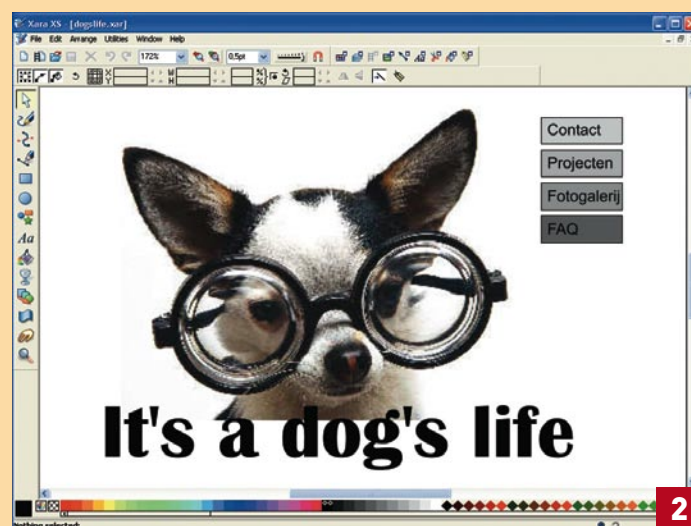 Xara XS - [dogslife.xar]
File Edit Arrange Utilities Window Help
172%
0,5pt
X
Y
W
H
Aa
Contact
Projecten
Fotogalerij
FAQ
It's a dog's life
Nothing selected:
2